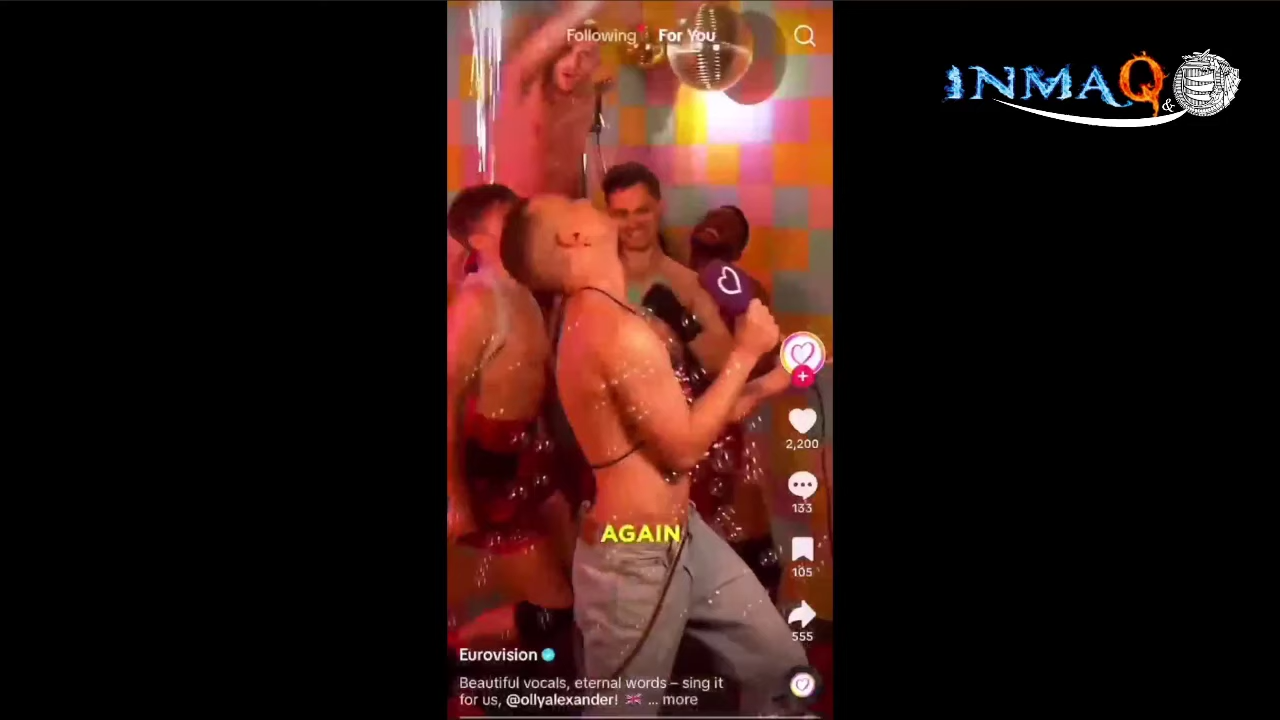 Following For You
INMAQ
&
2,200
133
AGAIN
105
555
Eurovision
Beautiful vocals, eternal words – sing it
for us, @ollyalexander! 🇬🇧 ... more